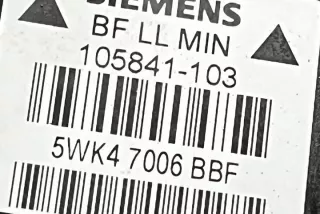 SIEMENS
BF LL MIN
105841-103
5WK4 7006 BBF